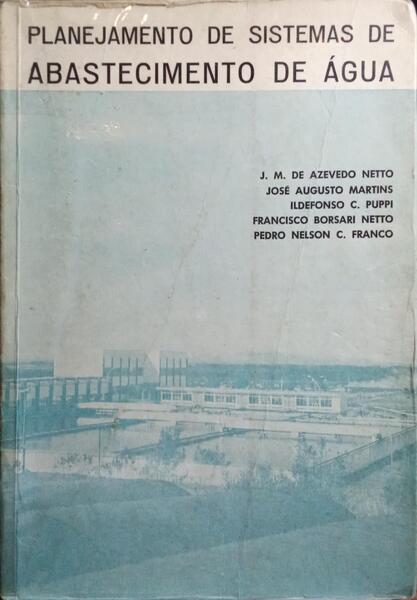 PLANEJAMENTO DE SISTEMAS DE
ABASTECIMENTO DE ÁGUA
J. M. DE AZEVEDO NETTO
JOSÉ AUGUSTO MARTINS
ILDEFONSO C. PUPPI
FRANCISCO BORSARI NETTO
PEDRO NELSON C. FRANCO